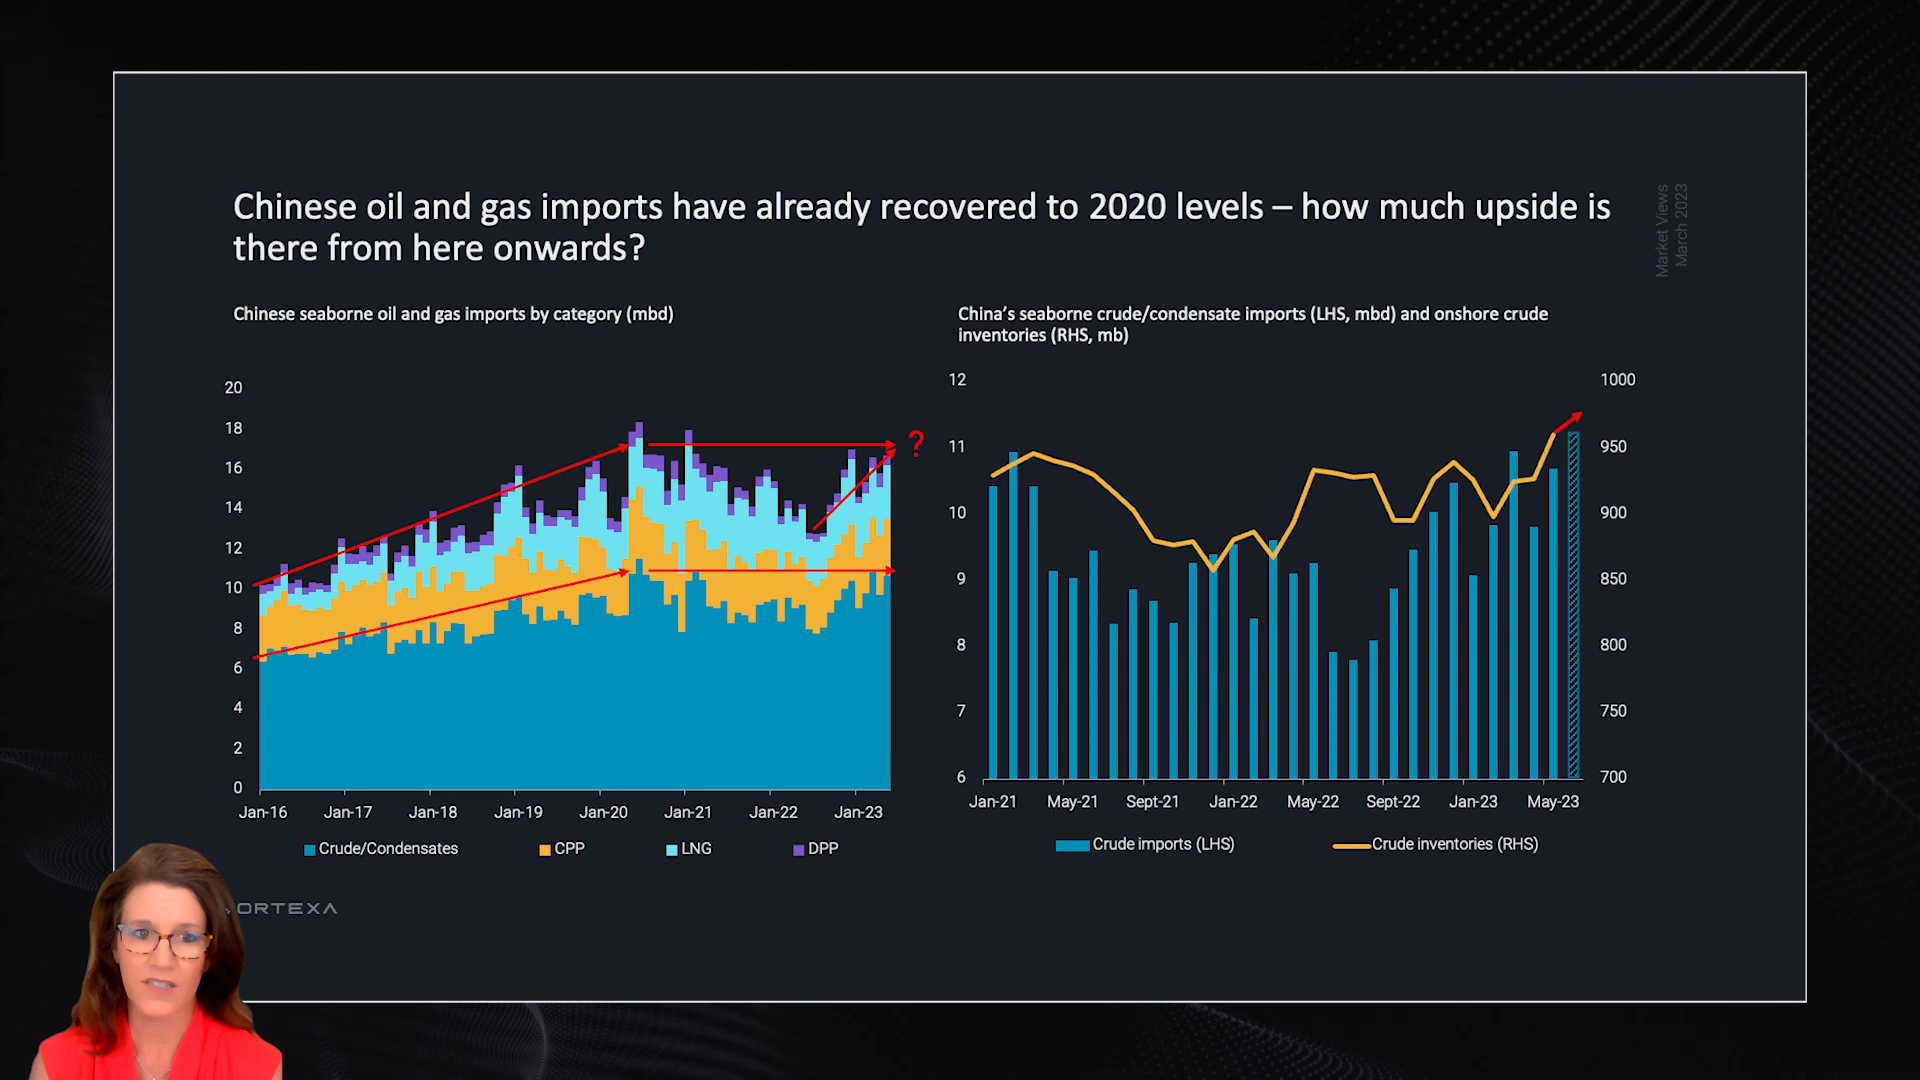 Chinese oil and gas imports have already recovered to 2020 levels – how much upside is
there from here onwards?
Market Views
March 2023
Chinese seaborne oil and gas imports by category (mbd)
20
18
16
14
12
10
8
6
4
2
0
?
Jan-16 Jan-17 Jan-18 Jan-19 Jan-20 Jan-21 Jan-22 Jan-23
Crude/Condensates CPP LNG DPP
China's seaborne crude/condensate imports (LHS, mbd) and onshore crude
inventories (RHS, mb)
12
11
10
9
8
7
6
1000
950
900
850
800
750
700
Jan-21 May-21 Sept-21 Jan-22 May-22 Sept-22 Jan-23 May-23
Crude imports (LHS) Crude inventories (RHS)
ORTEXA